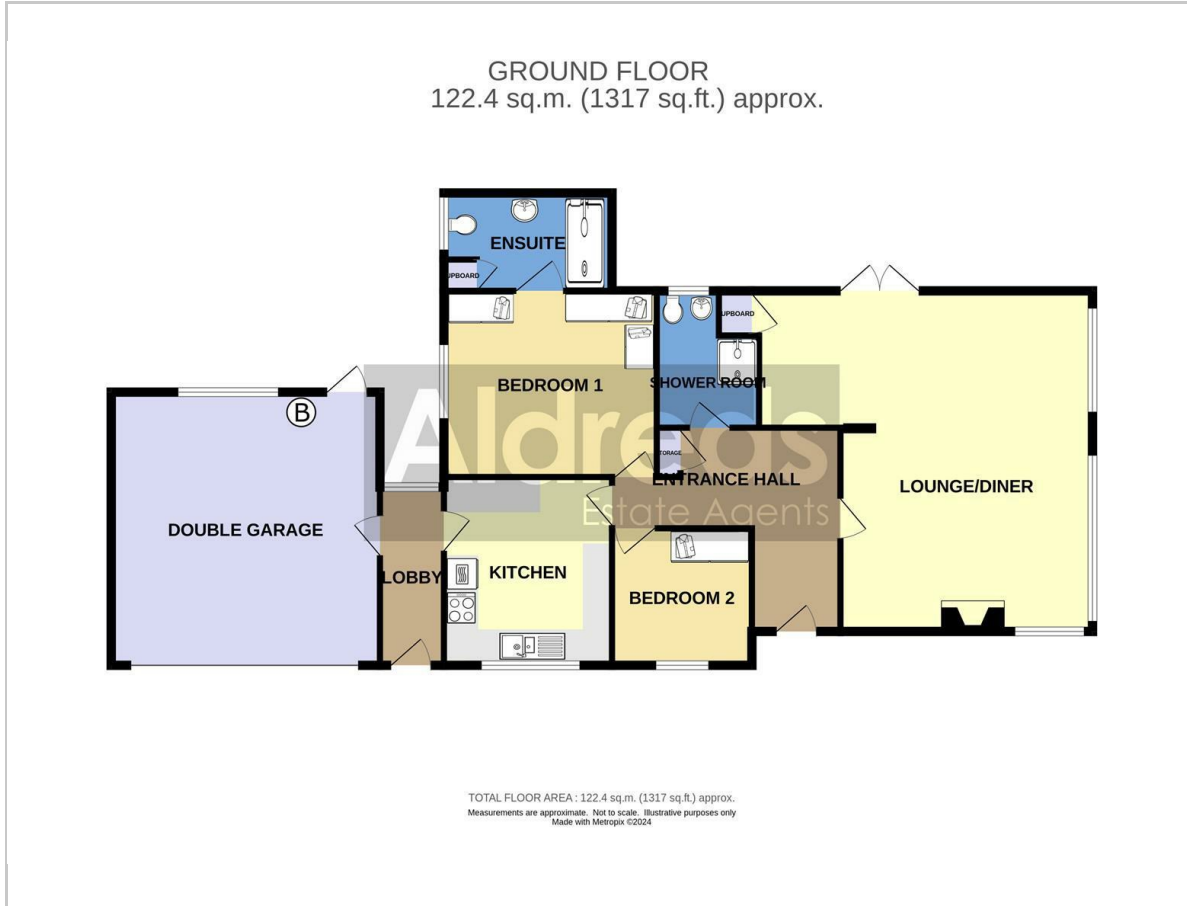 GROUND FLOOR
122.4 sq.m. (1317 sq.ft.) approx.
ENSUITE
UPBOARD
UPBOARD
BEDROOM 1
SHOWER ROOM
B
Aldreds
Estate Agents
TORAGE
ENTRANCE HALL
LOUNGE/DINER
DOUBLE GARAGE
LOBBY
KITCHEN
BEDROOM 2
TOTAL FLOOR AREA : 122.4 sq.m. (1317 sq.ft.) approx.
Measurements are approximate. Not to scale. Illustrative purposes only
Made with Metropix ©2024